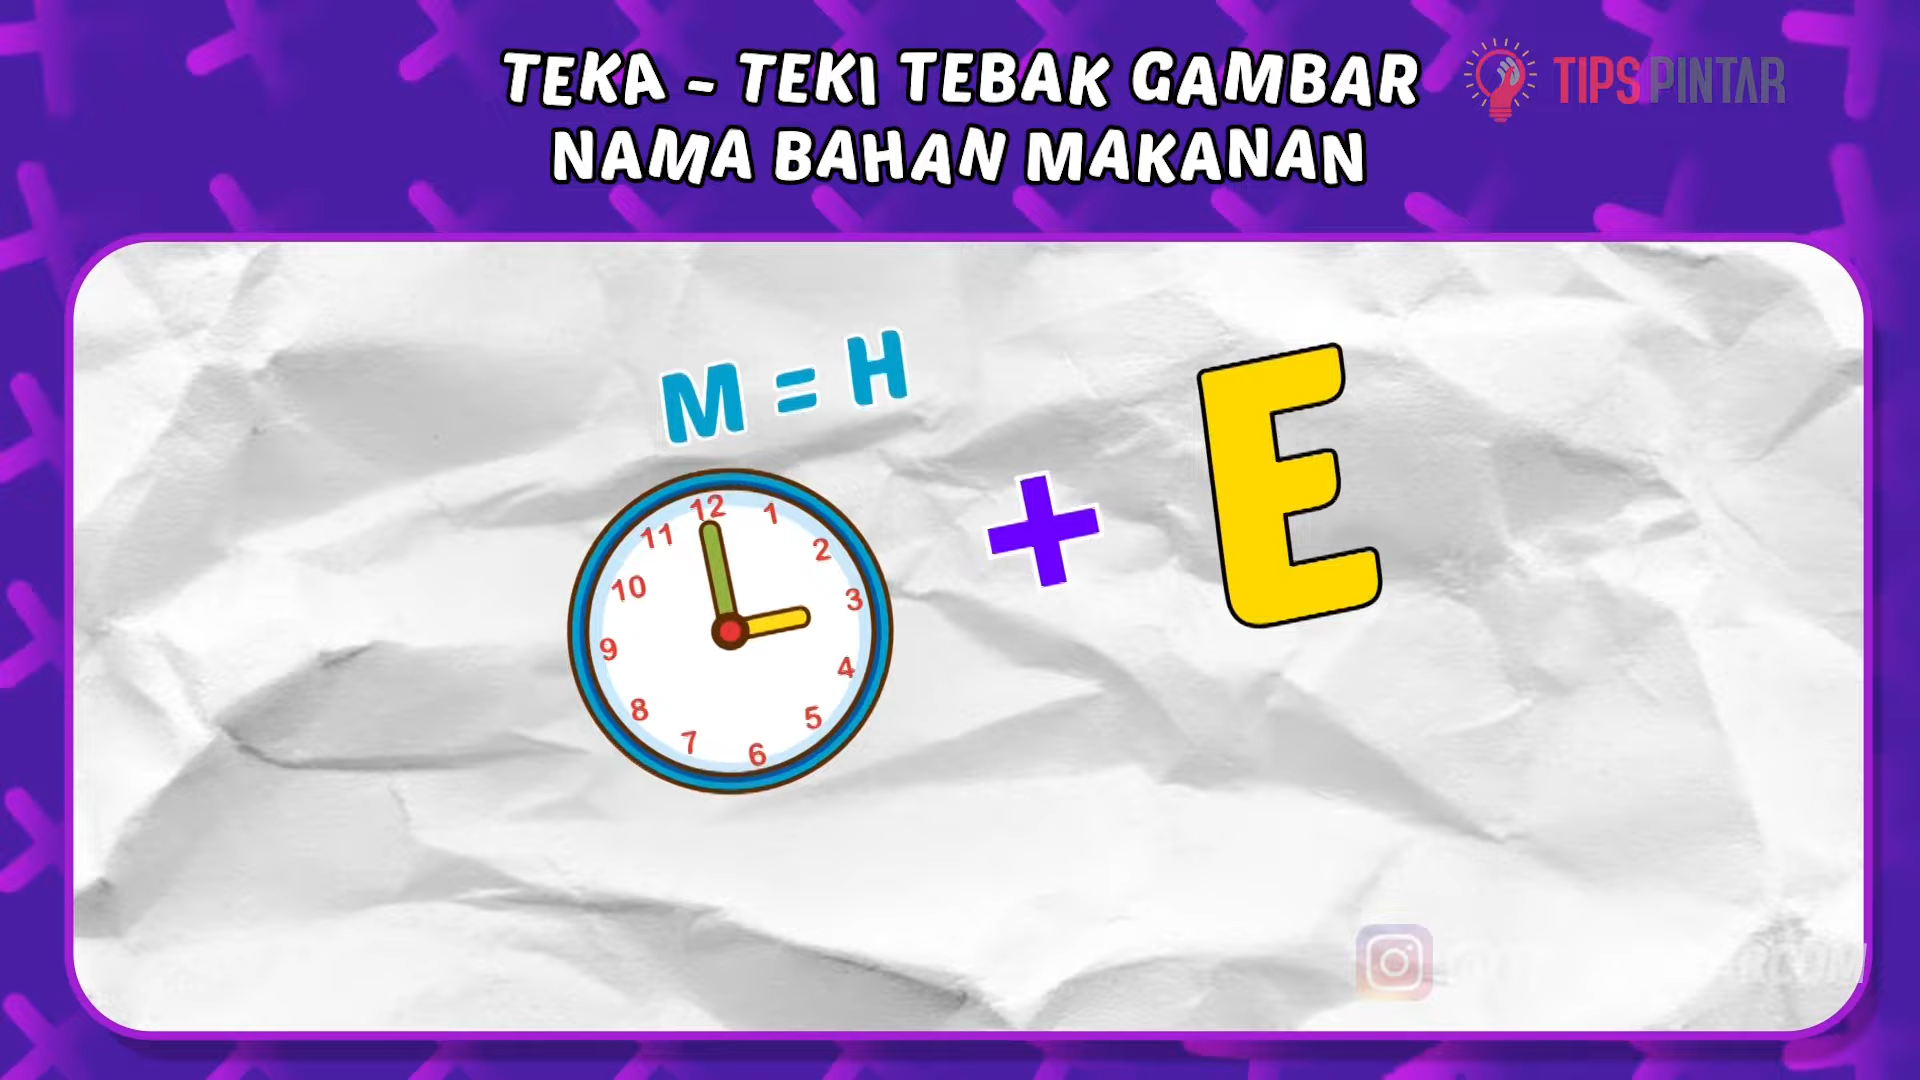 TEKA - TEKI TEBAK GAMBAR
NAMA BAHAN MAKANAN
TIPS PINTAR
M = H
+
E
12
1
2
3
4
5
6
7
8
9
10
11